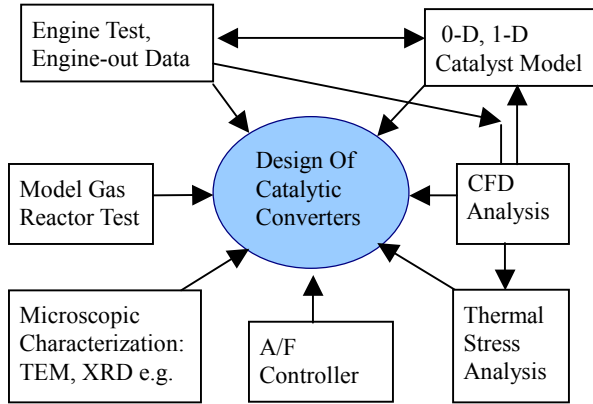 Engine Test,
Engine-out Data
0-D, 1-D
Catalyst Model
Design Of
Catalytic
Converters
Model Gas
Reactor Test
CFD
Analysis
Microscopic
Characterization:
TEM, XRD e.g.
A/F
Controller
Thermal
Stress
Analysis